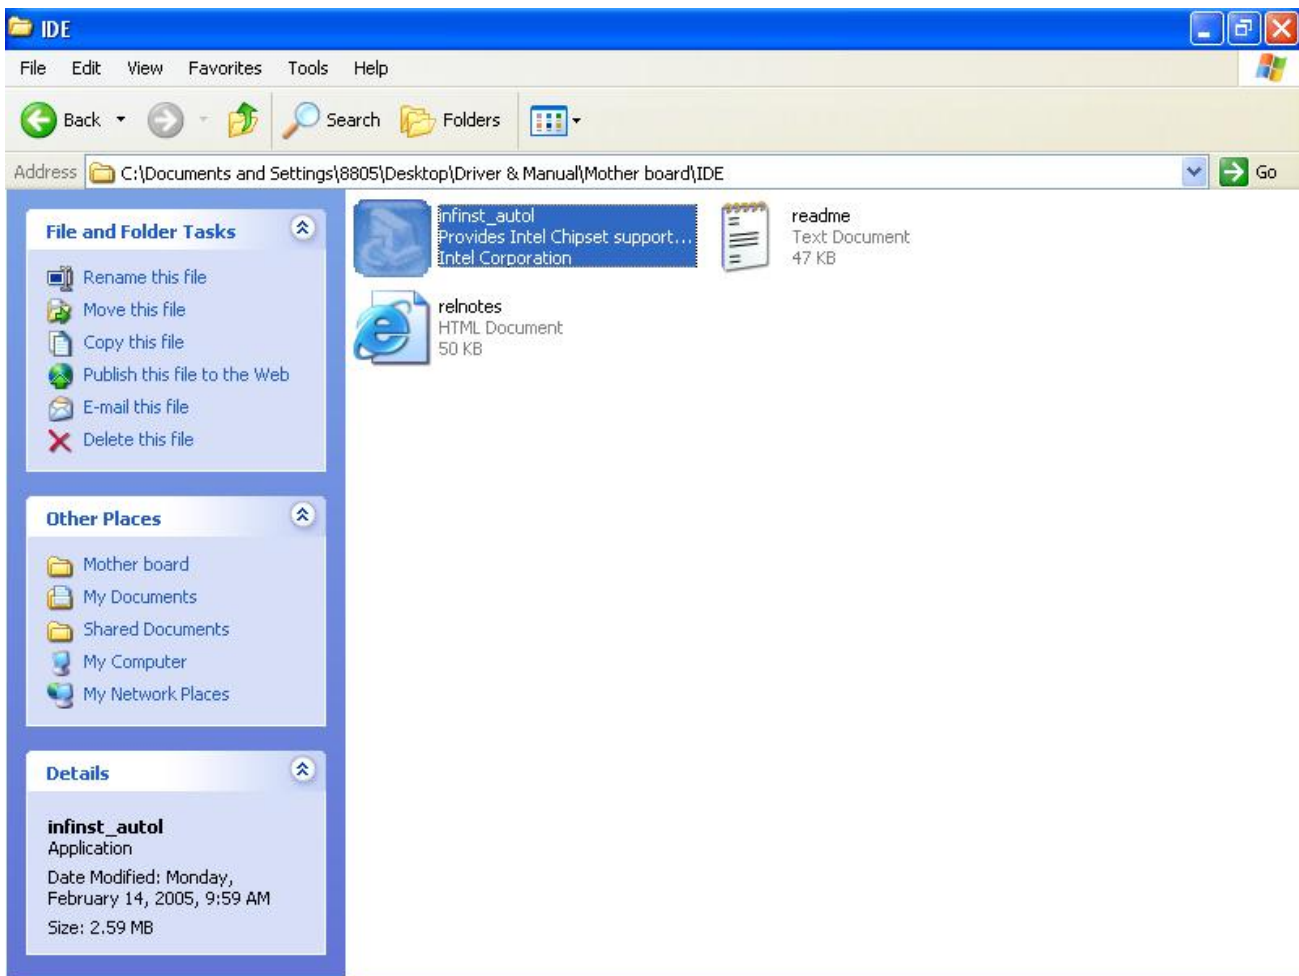 IDE
File Edit View Favorites Tools Help
Back Search Folders
Address C:\Documents and Settings\8805\Desktop\Driver & Manual\Mother board\IDE Go
File and Folder Tasks
Rename this file
Move this file
Copy this file
Publish this file to the Web
E-mail this file
Delete this file
Other Places
Mother board
My Documents
Shared Documents
My Computer
My Network Places
Details
infinst_autol
Application
Date Modified: Monday,
February 14, 2005, 9:59 AM
Size: 2.59 MB
infinst_autol
Provides Intel Chipset support...
Intel Corporation
readme
Text Document
47 KB
relnotes
HTML Document
50 KB